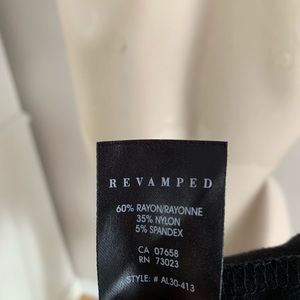 REVAMPED
60% RAYON/RAYONNE
35% NYLON
5% SPANDEX
CA 07658
RN 73023
STYLE: # AL30-413